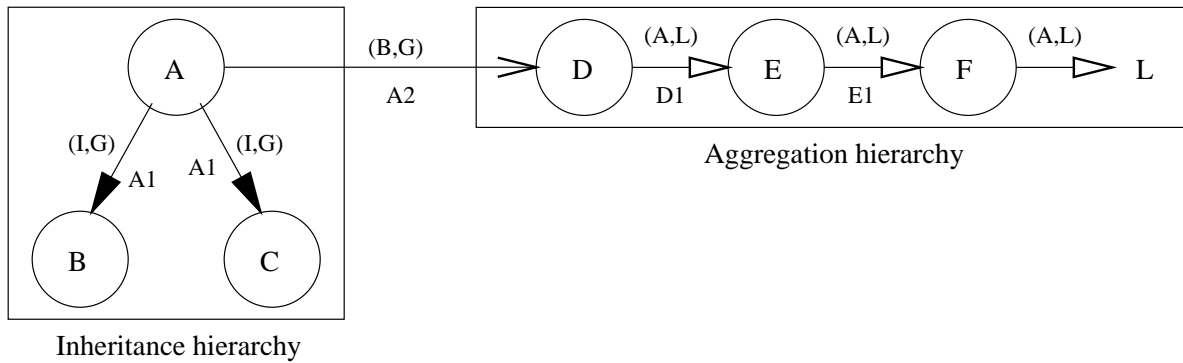 (B,G)
(A,L) (A,L) (A,L)
A D E F L
A2
D1 E1
(I,G) (I,G)
A1 A1
Aggregation hierarchy
B C
Inheritance hierarchy